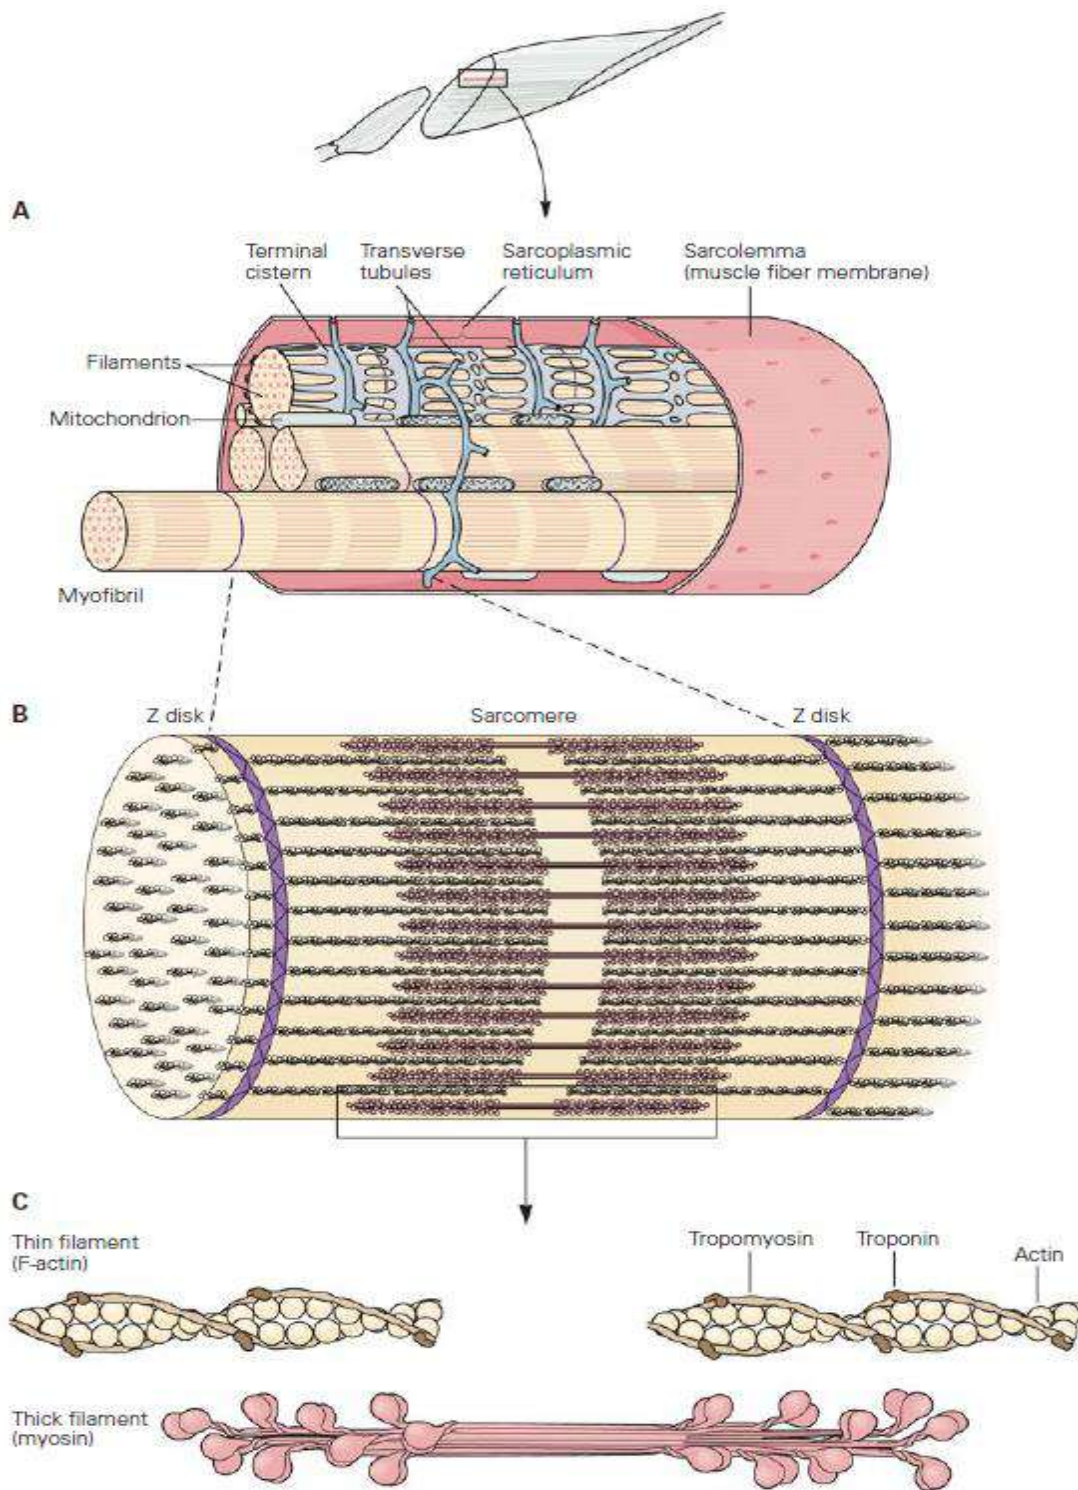 A
Terminal
cistern
Transverse
tubules
Sarcoplasmic
reticulum
Sarcolemma
(muscle fiber membrane)
Filaments
Mitochondrion
Myofibril
B
Z disk
Sarcomere
Z disk
C
Thin filament
(F-actin)
Tropomyosin
Troponin
Actin
Thick filament
(myosin)